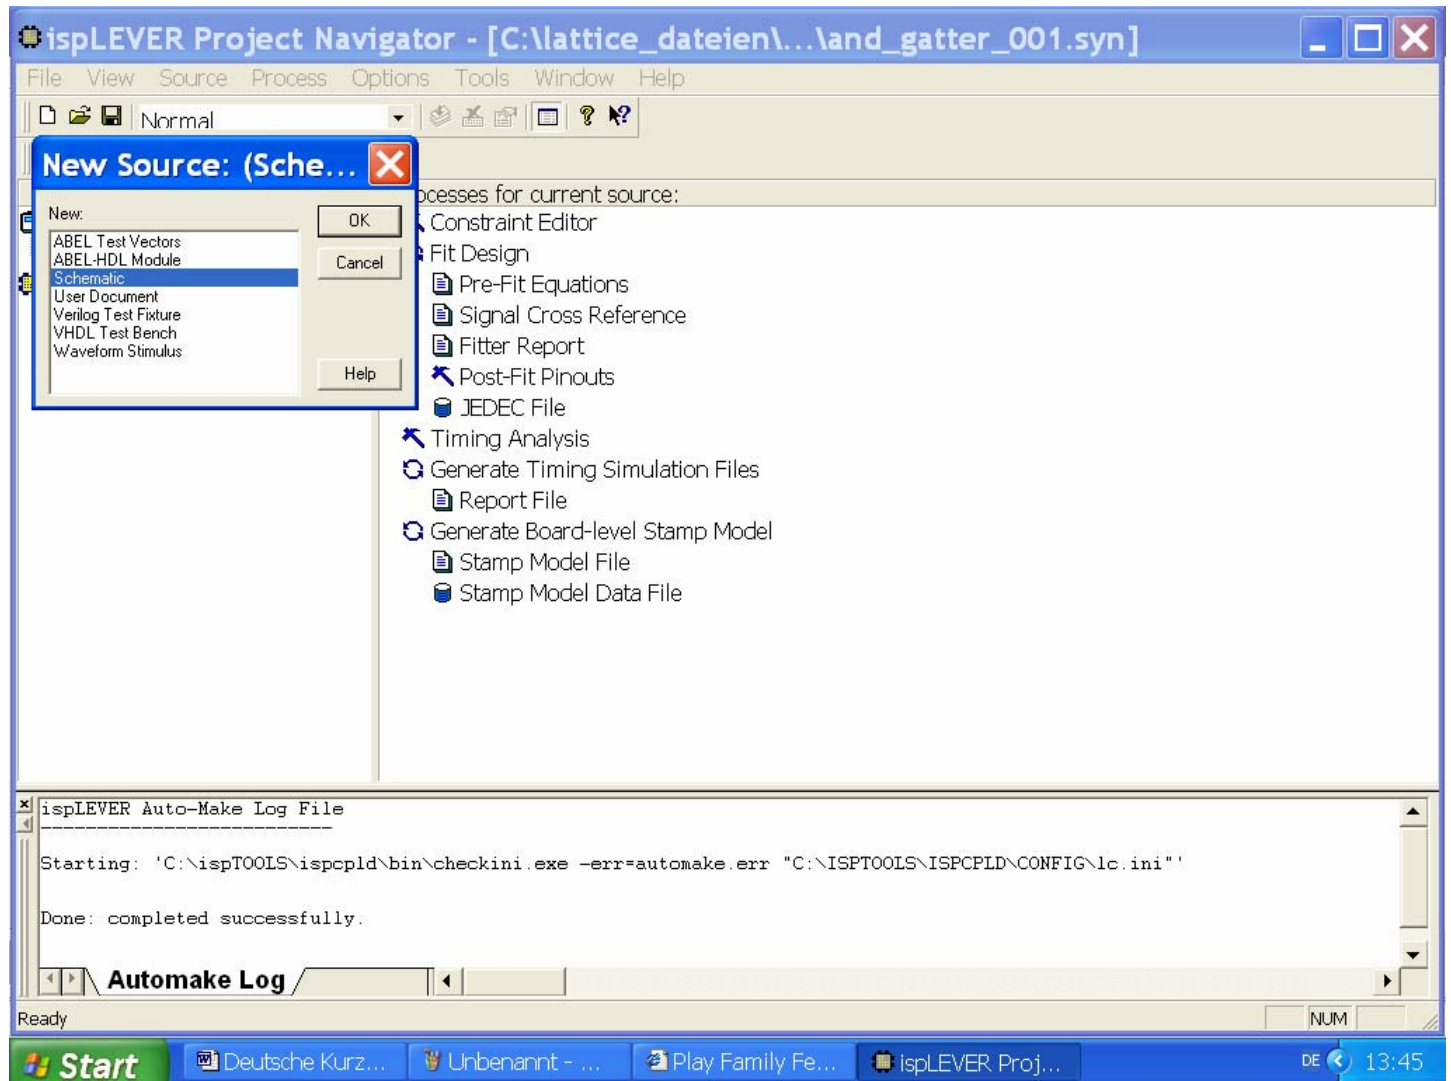 ispLEVER Project Navigator - [C:\lattice_dateien\...\and_gatter_001.syn]
File View Source Process Options Tools Window Help
Normal
New Source: (Sche...
New:
ABEL Test Vectors
ABEL-HDL Module
Schematic
User Document
Verilog Test Fixture
VHDL Test Bench
Waveform Stimulus
OK
Cancel
Help
ocesses for current source:
Constraint Editor
Fit Design
Pre-Fit Equations
Signal Cross Reference
Fitter Report
Post-Fit Pinouts
JEDEC File
Timing Analysis
Generate Timing Simulation Files
Report File
Generate Board-level Stamp Model
Stamp Model File
Stamp Model Data File
ispLEVER Auto-Make Log File
---------------------------
Starting: 'C:\ispTOOLS\ispcpld\bin\checkini.exe -err=automake.err "C:\ISPTOOLS\ISPCPLD\CONFIG\lc.ini"'
Done: completed successfully.
Automake Log
Ready
NUM
Start
Deutsche Kurz...
Unbenannt - ...
Play Family Fe...
ispLEVER Proj...
DE
13:45